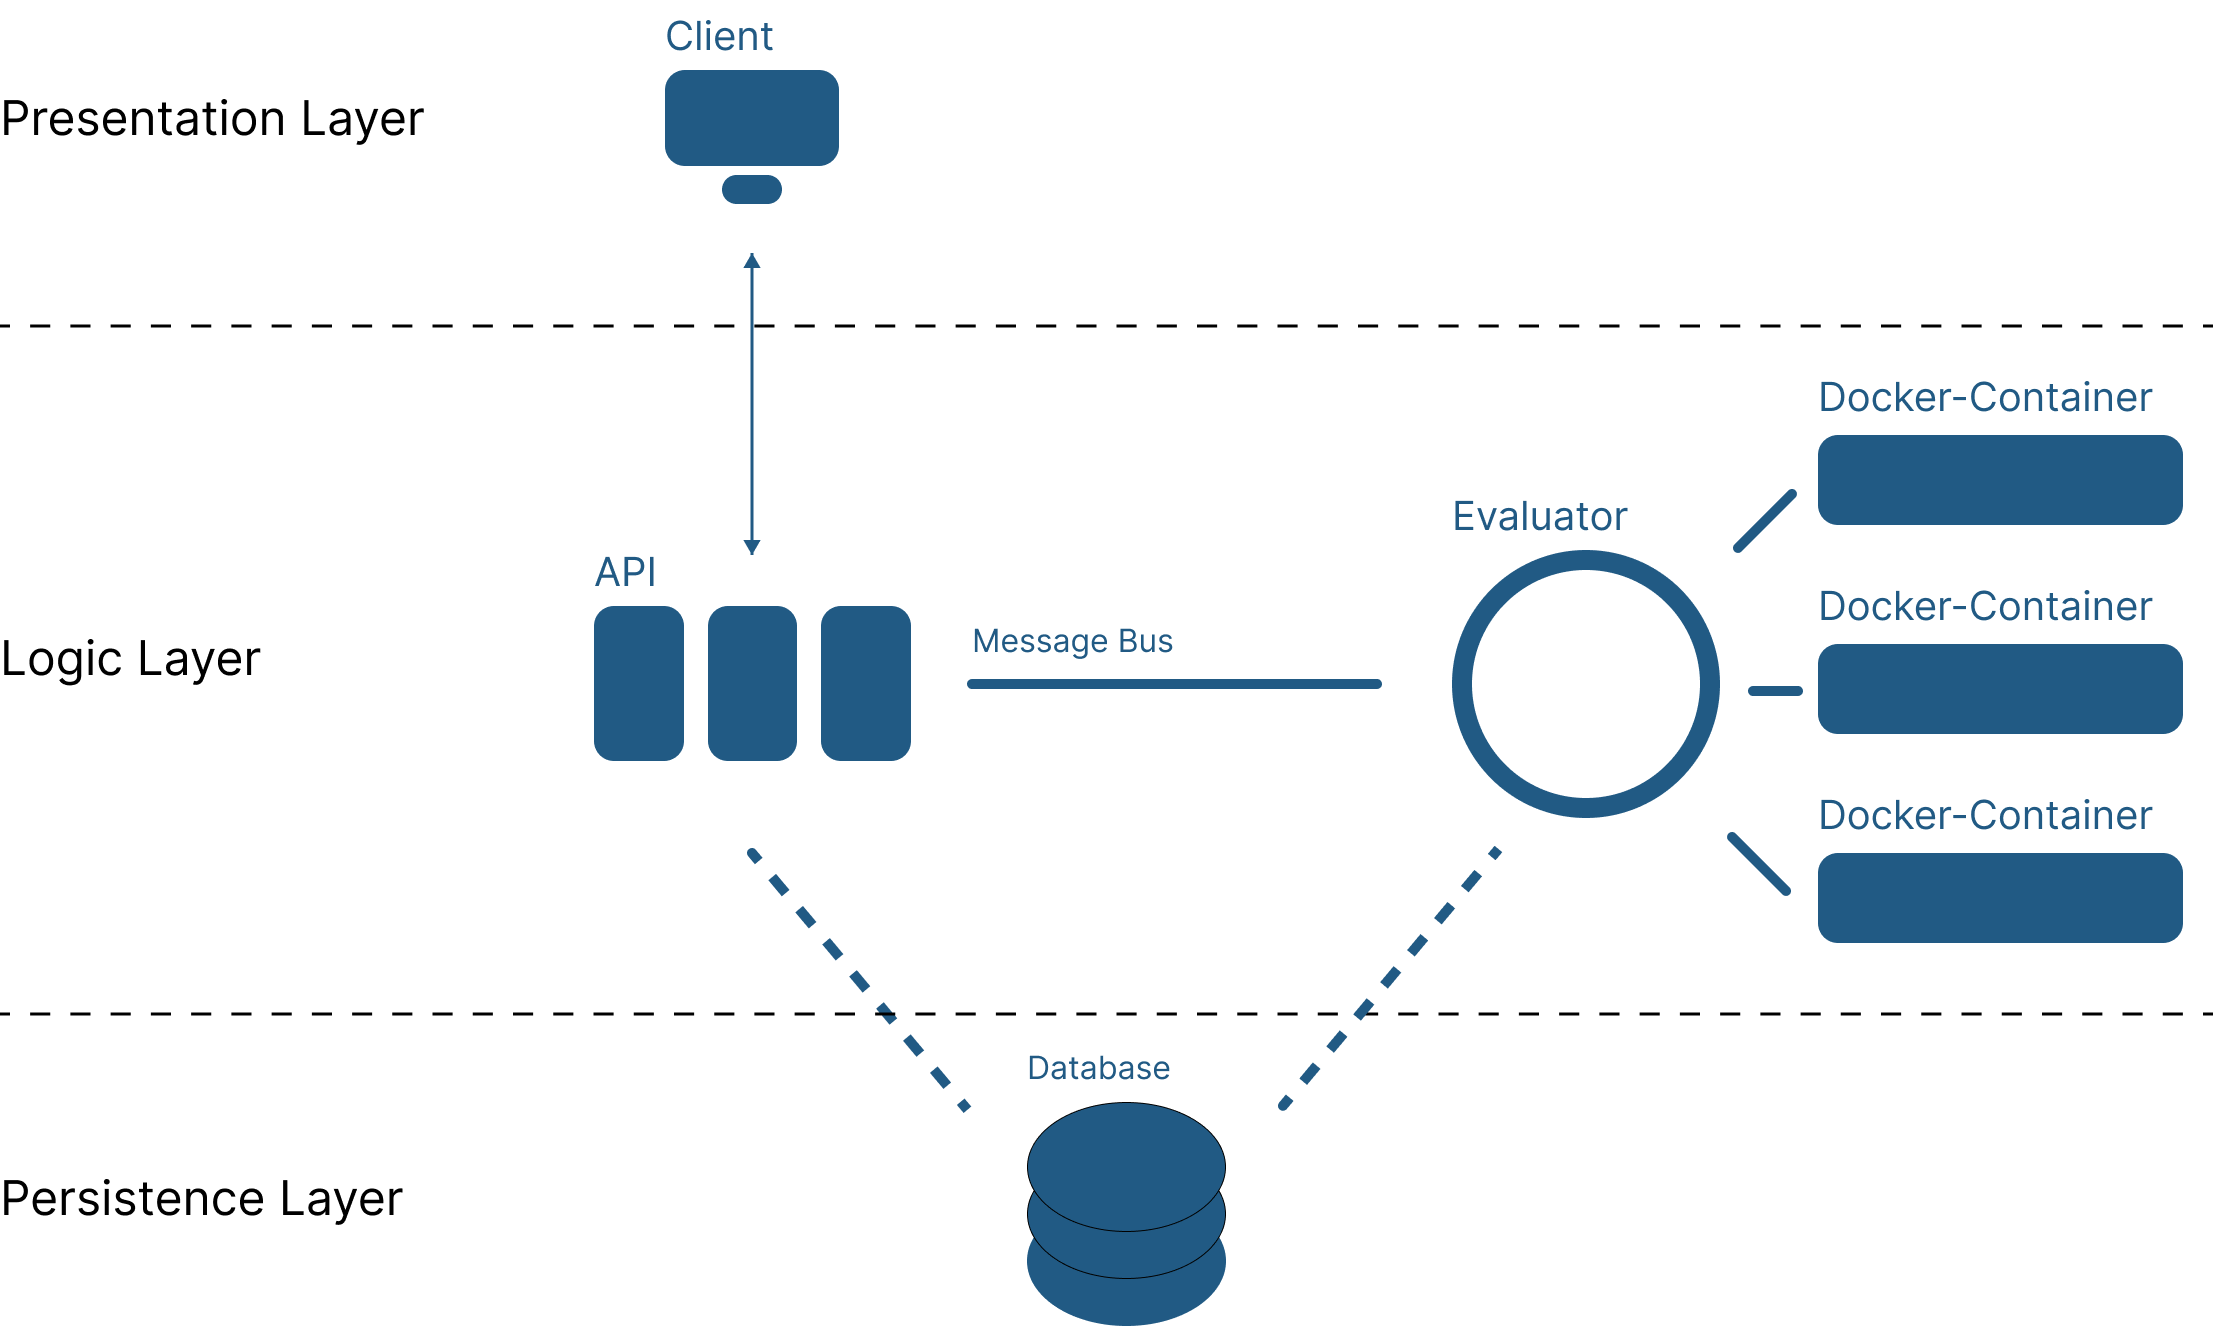 Client
Presentation Layer
Docker-Container
Evaluator
API
Docker-Container
Message Bus
Logic Layer
Docker-Container
Database
Persistence Layer